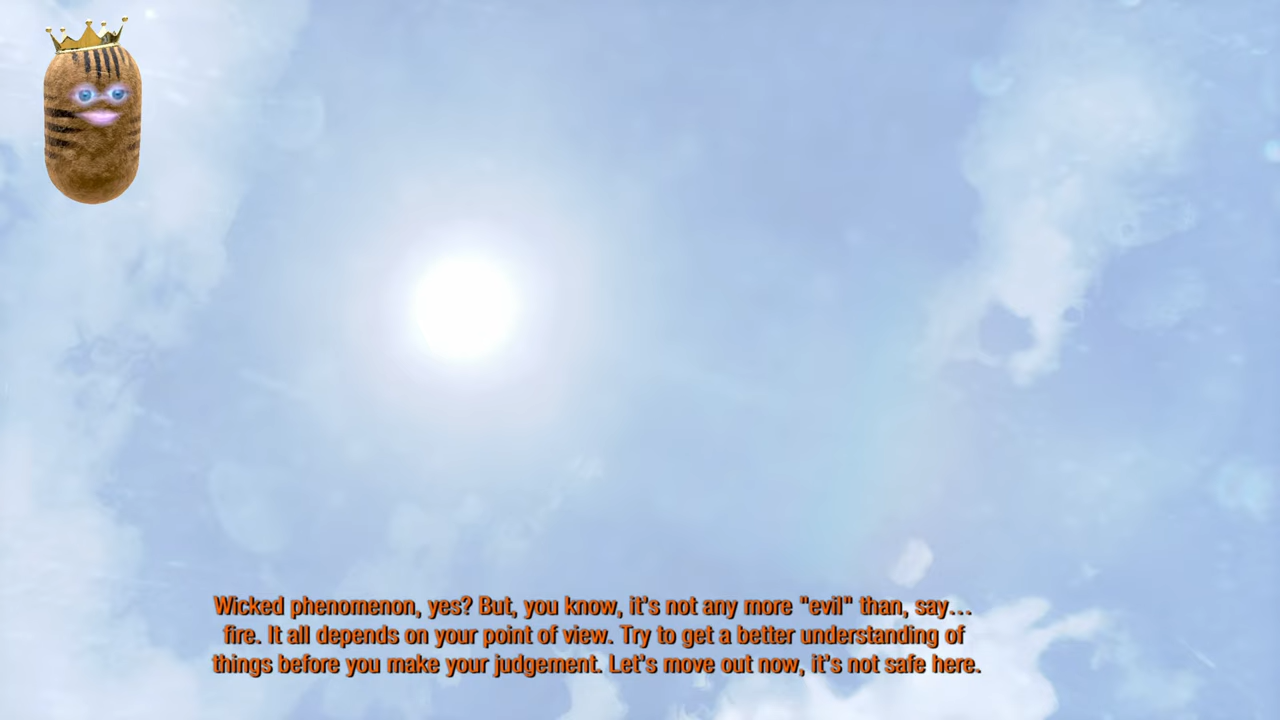 Wicked phenomenon, yes? But, you know, it's not any more "evil" than, say...
fire. It all depends on your point of view. Try to get a better understanding of
things before you make your judgement. Let's move out now, it's not safe here.